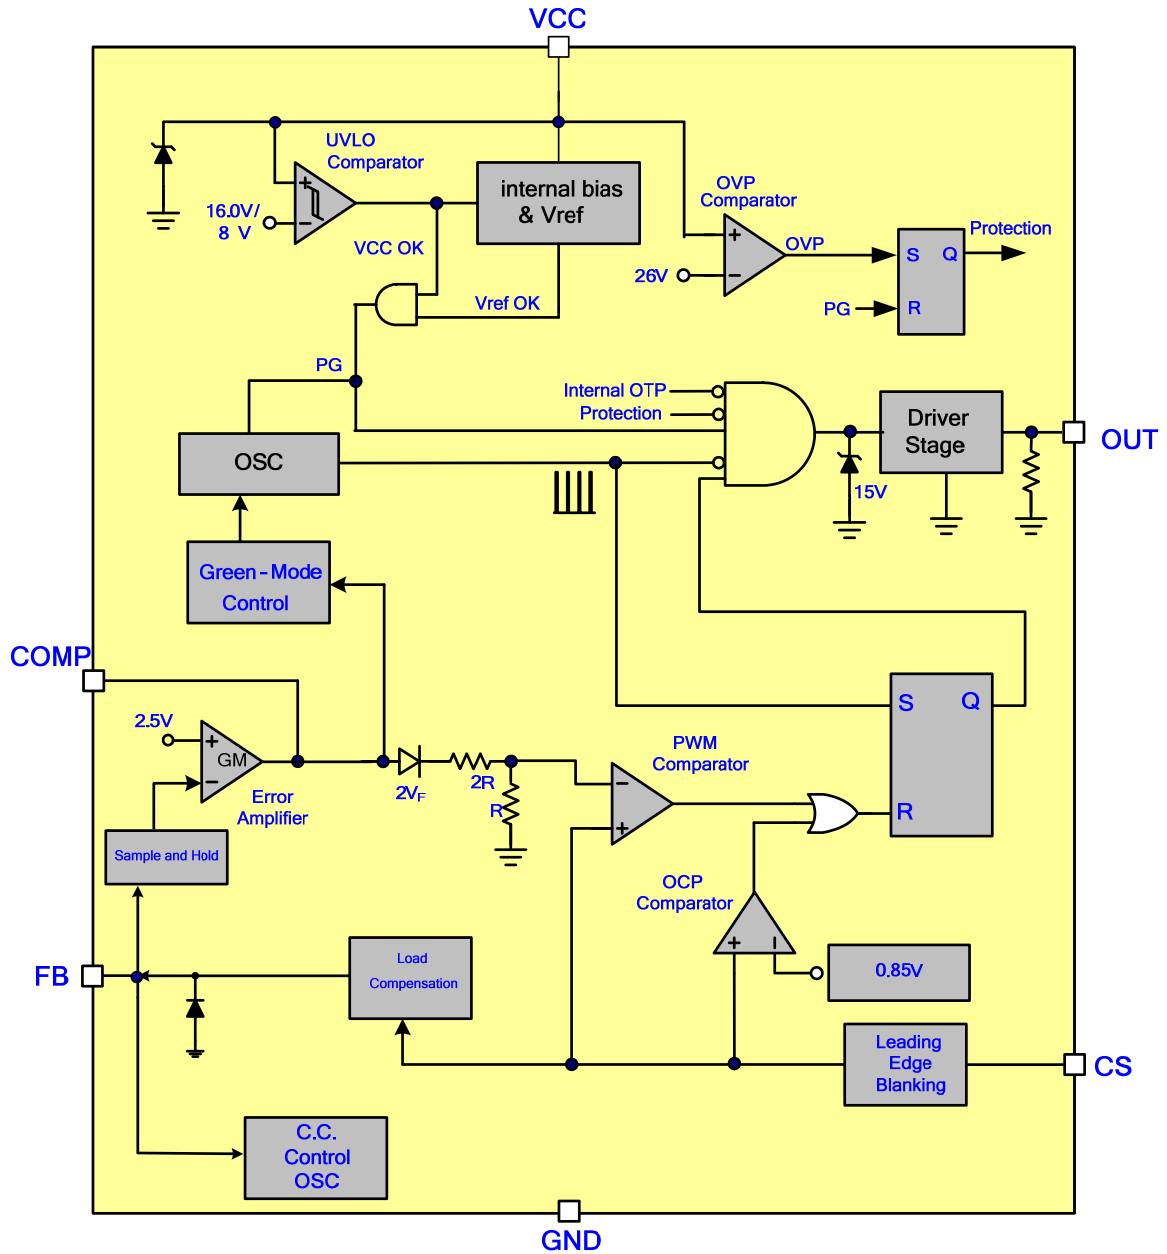 VCC
UVLO
Comparator
16.0V/
8 V
internal bias
& Vref
VCC OK
Vref OK
OVP
Comparator
26V
OVP
S
Q
R
PG
Protection
PG
Internal OTP
Protection
Driver
Stage
OUT
15V
OSC
Green-Mode
Control
COMP
2.5V
GM
Error
Amplifier
2VF
2R
R
PWM
Comparator
S
Q
R
Sample and Hold
OCP
Comparator
0.85V
FB
Load
Compensation
Leading
Edge
Blanking
CS
C.C.
Control
OSC
GND